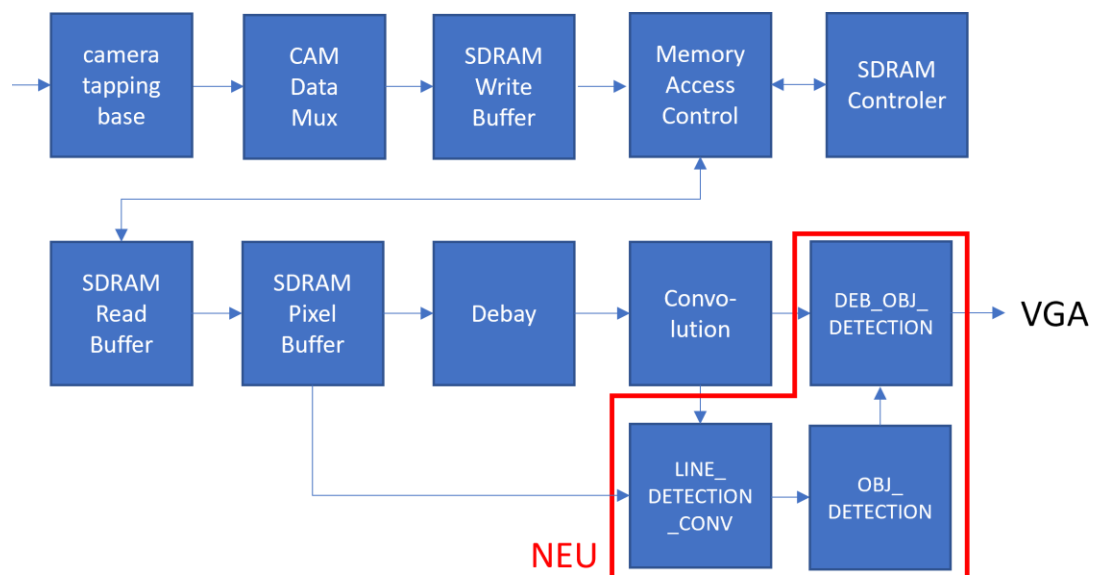 camera
tapping
base
CAM
Data
Mux
SDRAM
Write
Buffer
Memory
Access
Control
SDRAM
Controler
SDRAM
Read
Buffer
SDRAM
Pixel
Buffer
Debay
Convo-
lution
DEB_OBJ_
DETECTION
VGA
LINE_
DETECTION
_CONV
OBJ_
DETECTION
NEU